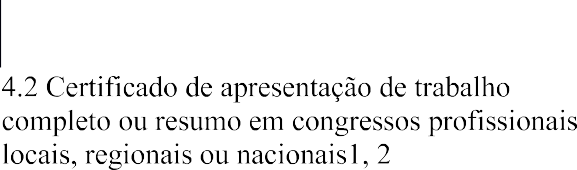 4.2 Certificado de apresentação de trabalho
completo ou resumo em congressos profissionais
locais, regionais ou nacionais1, 2